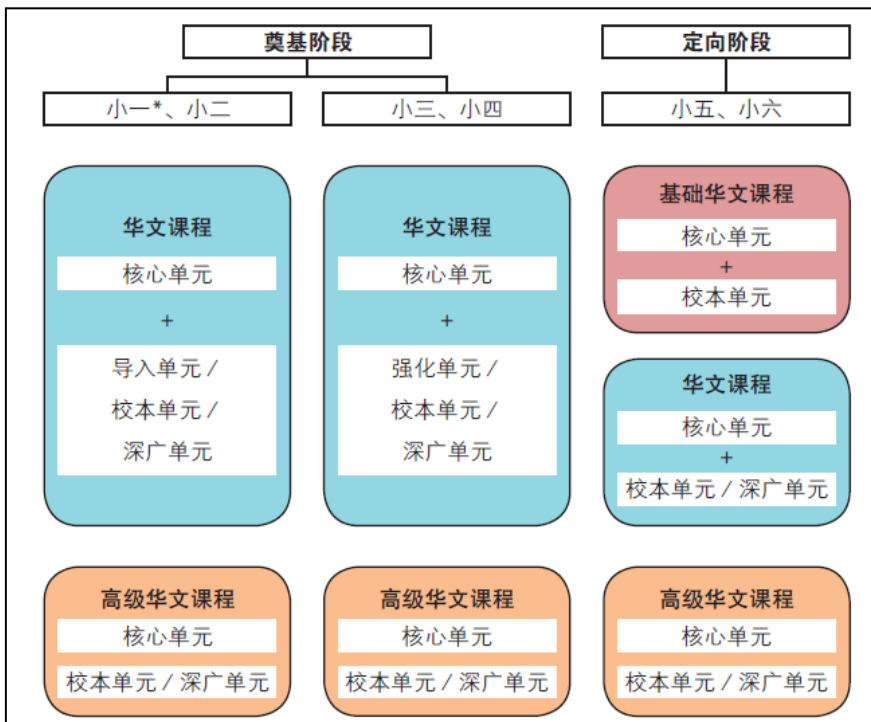 奠基阶段
定向阶段
小一*、小二
小三、小四
小五、小六
华文课程
核心单元
+
导入单元 /
校本单元 /
深广单元
华文课程
核心单元
+
强化单元 /
校本单元 /
深广单元
基础华文课程
核心单元
+
校本单元
华文课程
核心单元
+
校本单元 / 深广单元
高级华文课程
核心单元
校本单元 / 深广单元
高级华文课程
核心单元
校本单元 / 深广单元
高级华文课程
核心单元
校本单元 / 深广单元